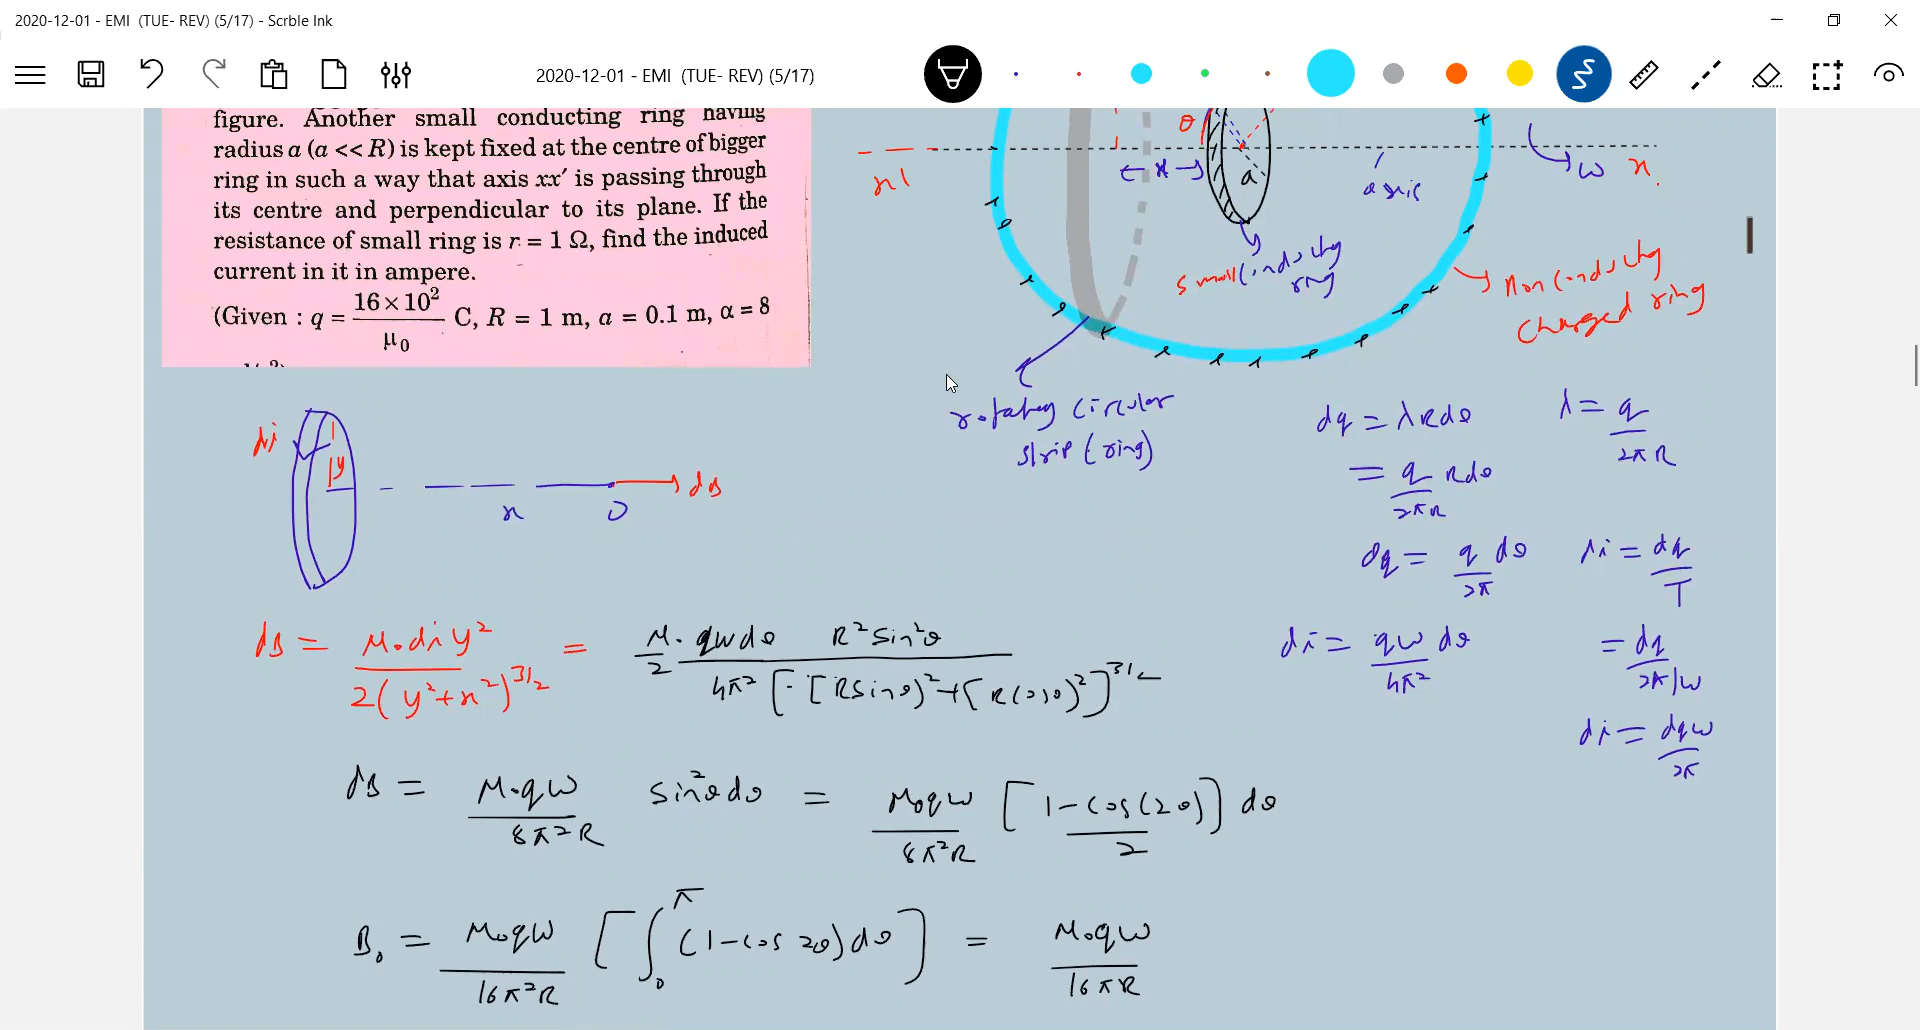 2020-12-01 - EMI (TUE- REV) (5/17) - Scrble Ink
2020-12-01 - EMI (TUE- REV) (5/17)
figure. Another small conducting ring having
radius a (a << R) is kept fixed at the centre of bigger
ring in such a way that axis xx′ is passing through
its centre and perpendicular to its plane. If the
resistance of small ring is r = 1 Ω, find the induced
current in it in ampere.
(Given : q = 16×10²/μ₀ C, R = 1 m, a = 0.1 m, α = 8
θ
x'
x
a
axis
ω
x
small Conducting
ring
Non Conducting
charged ring
rotating circular
strip (ring)
di
y
x
O
dB
dq = λRdθ
= q/2πR Rdθ
dq = q/2π dθ
di = qω/4π² dθ
λ = q/2πR
di = dq/T
= dq/2π/ω
di = dqω/2π
dB = μ₀ di y²/2(y²+x²)^3/2 = μ₀/2 qωdθ R²sin²θ/4π² [[Rsinθ)²+[Rcosθ)²]^3/2
dB = μ₀qω/8π²R sin²θdθ = μ₀qω/8π²R [1-cos(2θ)/2] dθ
B₀ = μ₀qω/16π²R [∫₀^π (1-cos 2θ)dθ] = μ₀qω/16πR